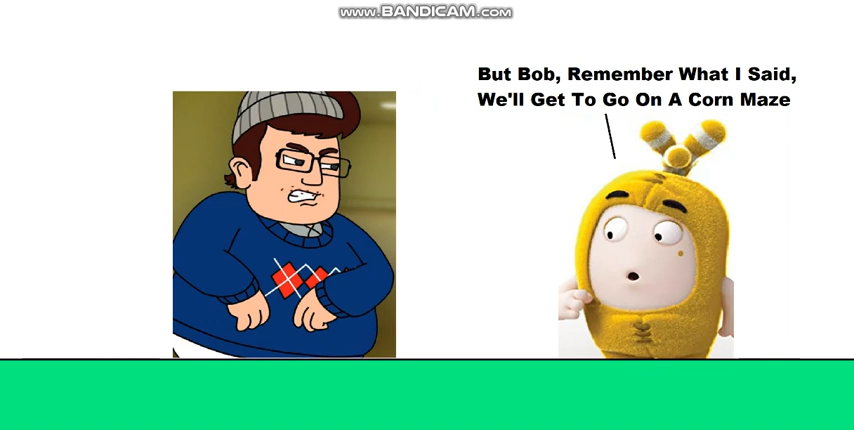 www.BANDICAM.com
But Bob, Remember What I Said,
We'll Get To Go On A Corn Maze